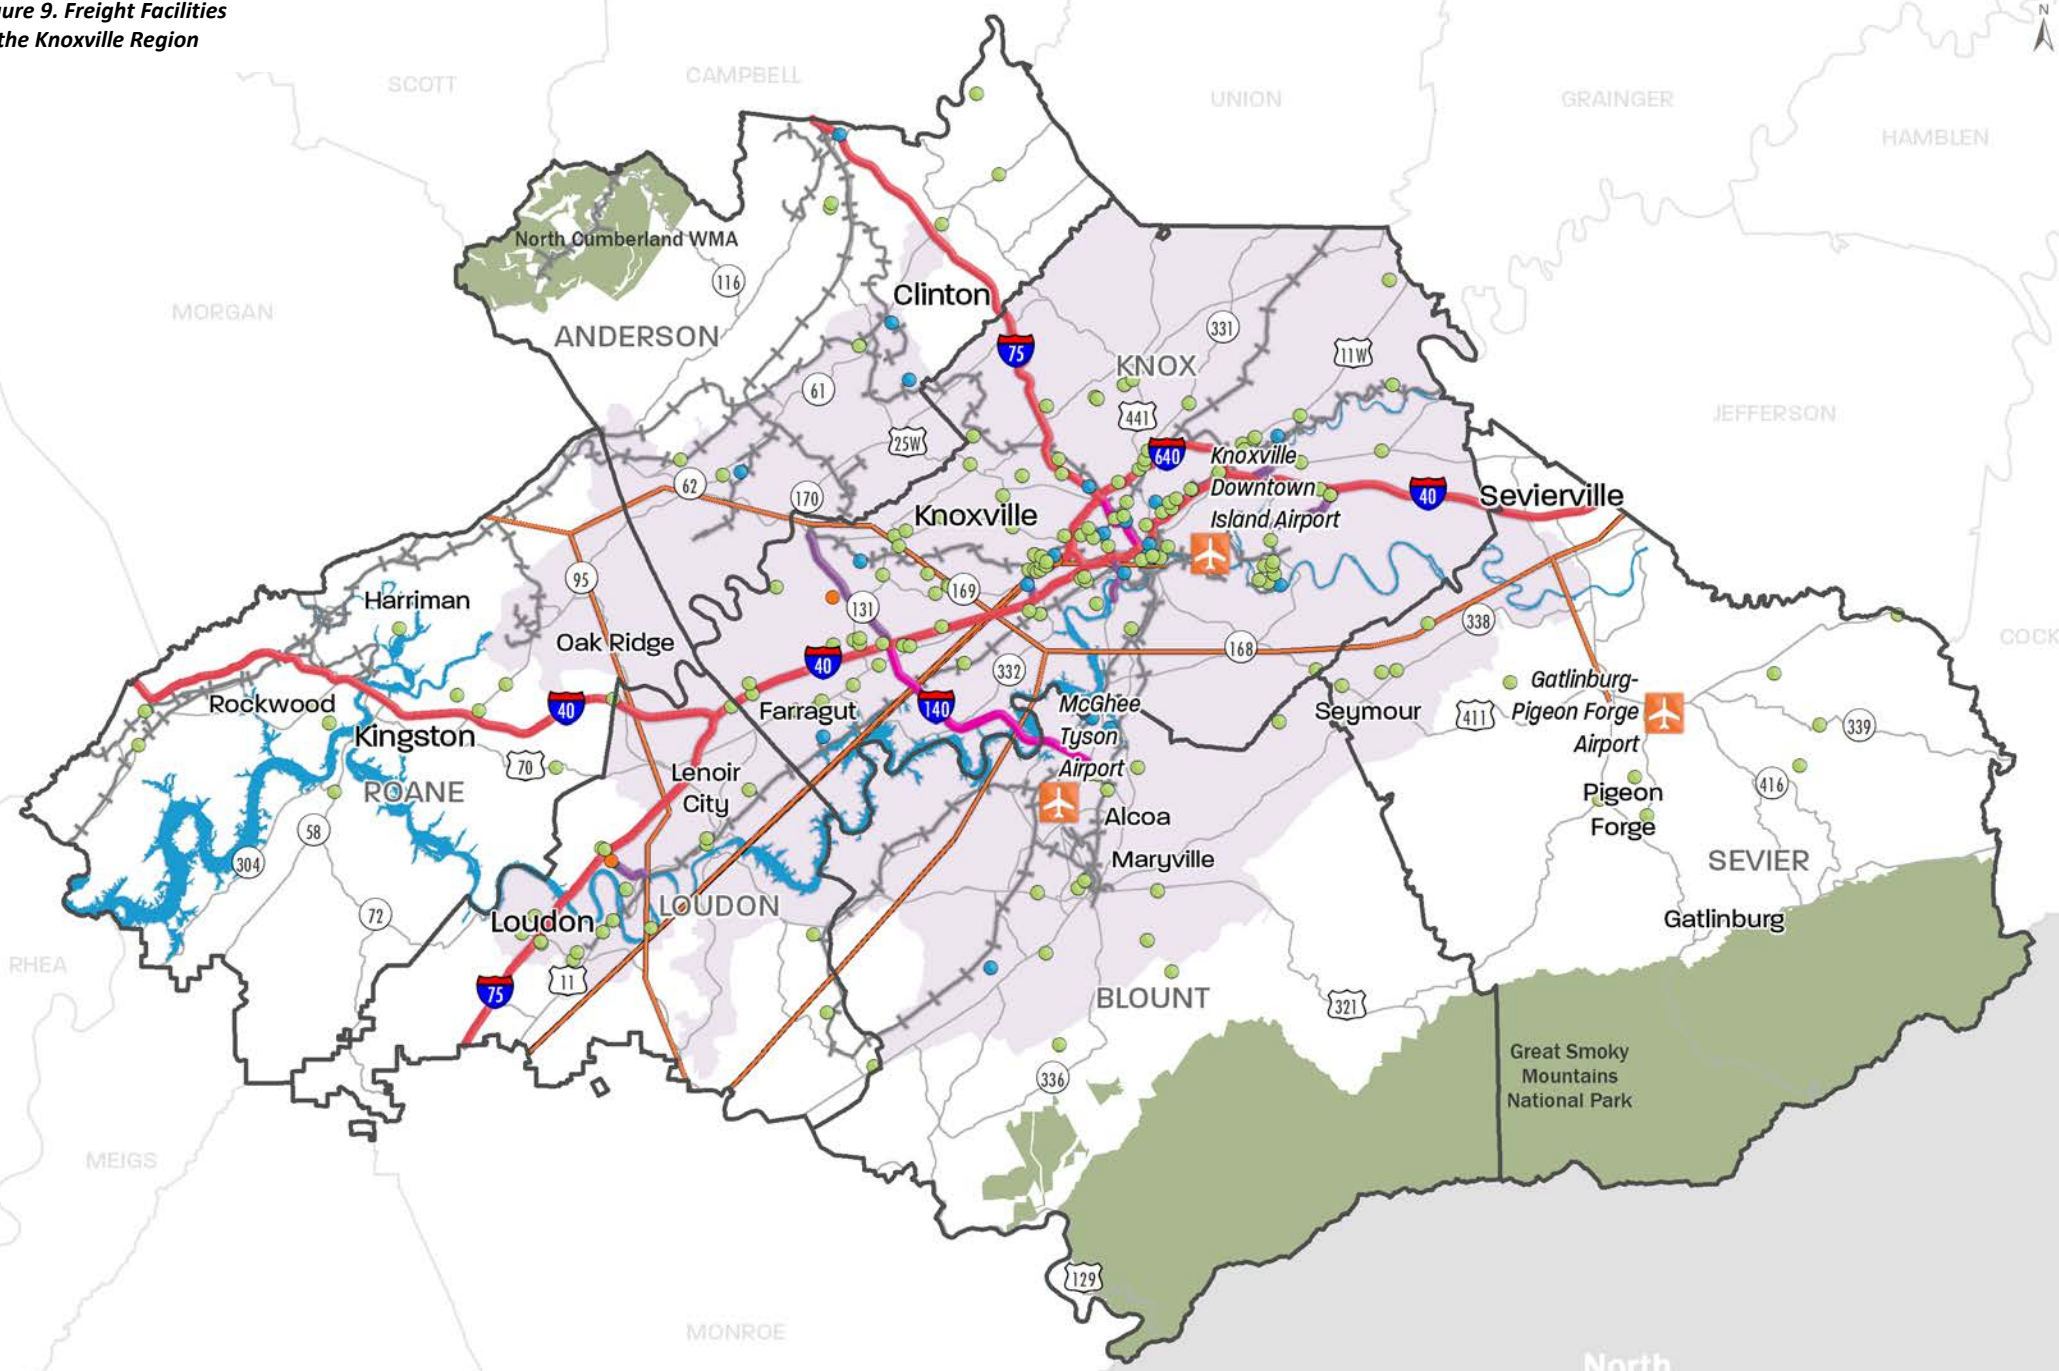 ure 9. Freight Facilities
the Knoxville Region
N
SCOTT
CAMPBELL
UNION
GRAINGER
HAMBLEN
North Cumberland WMA
116
MORGAN
Clinton
ANDERSON
331
75
11W
KNOX
61
441
JEFFERSON
25W
640
Knoxville
Downtown
Island Airport
62
170
40
Sevierville
Knoxville
95
169
Harriman
131
338
COCK
Oak Ridge
168
40
332
Rockwood
40
140
Farragut
McGhee
Tyson
Airport
Seymour
411
Gatlinburg-
Pigeon Forge
Airport
339
Kingston
70
Lenoir
City
416
ROANE
Pigeon
Forge
58
Alcoa
304
Maryville
SEVIER
72
Loudon
LOUDON
Gatlinburg
RHEA
11
75
BLOUNT
321
Great Smoky
Mountains
National Park
336
MEIGS
129
MONROE
North